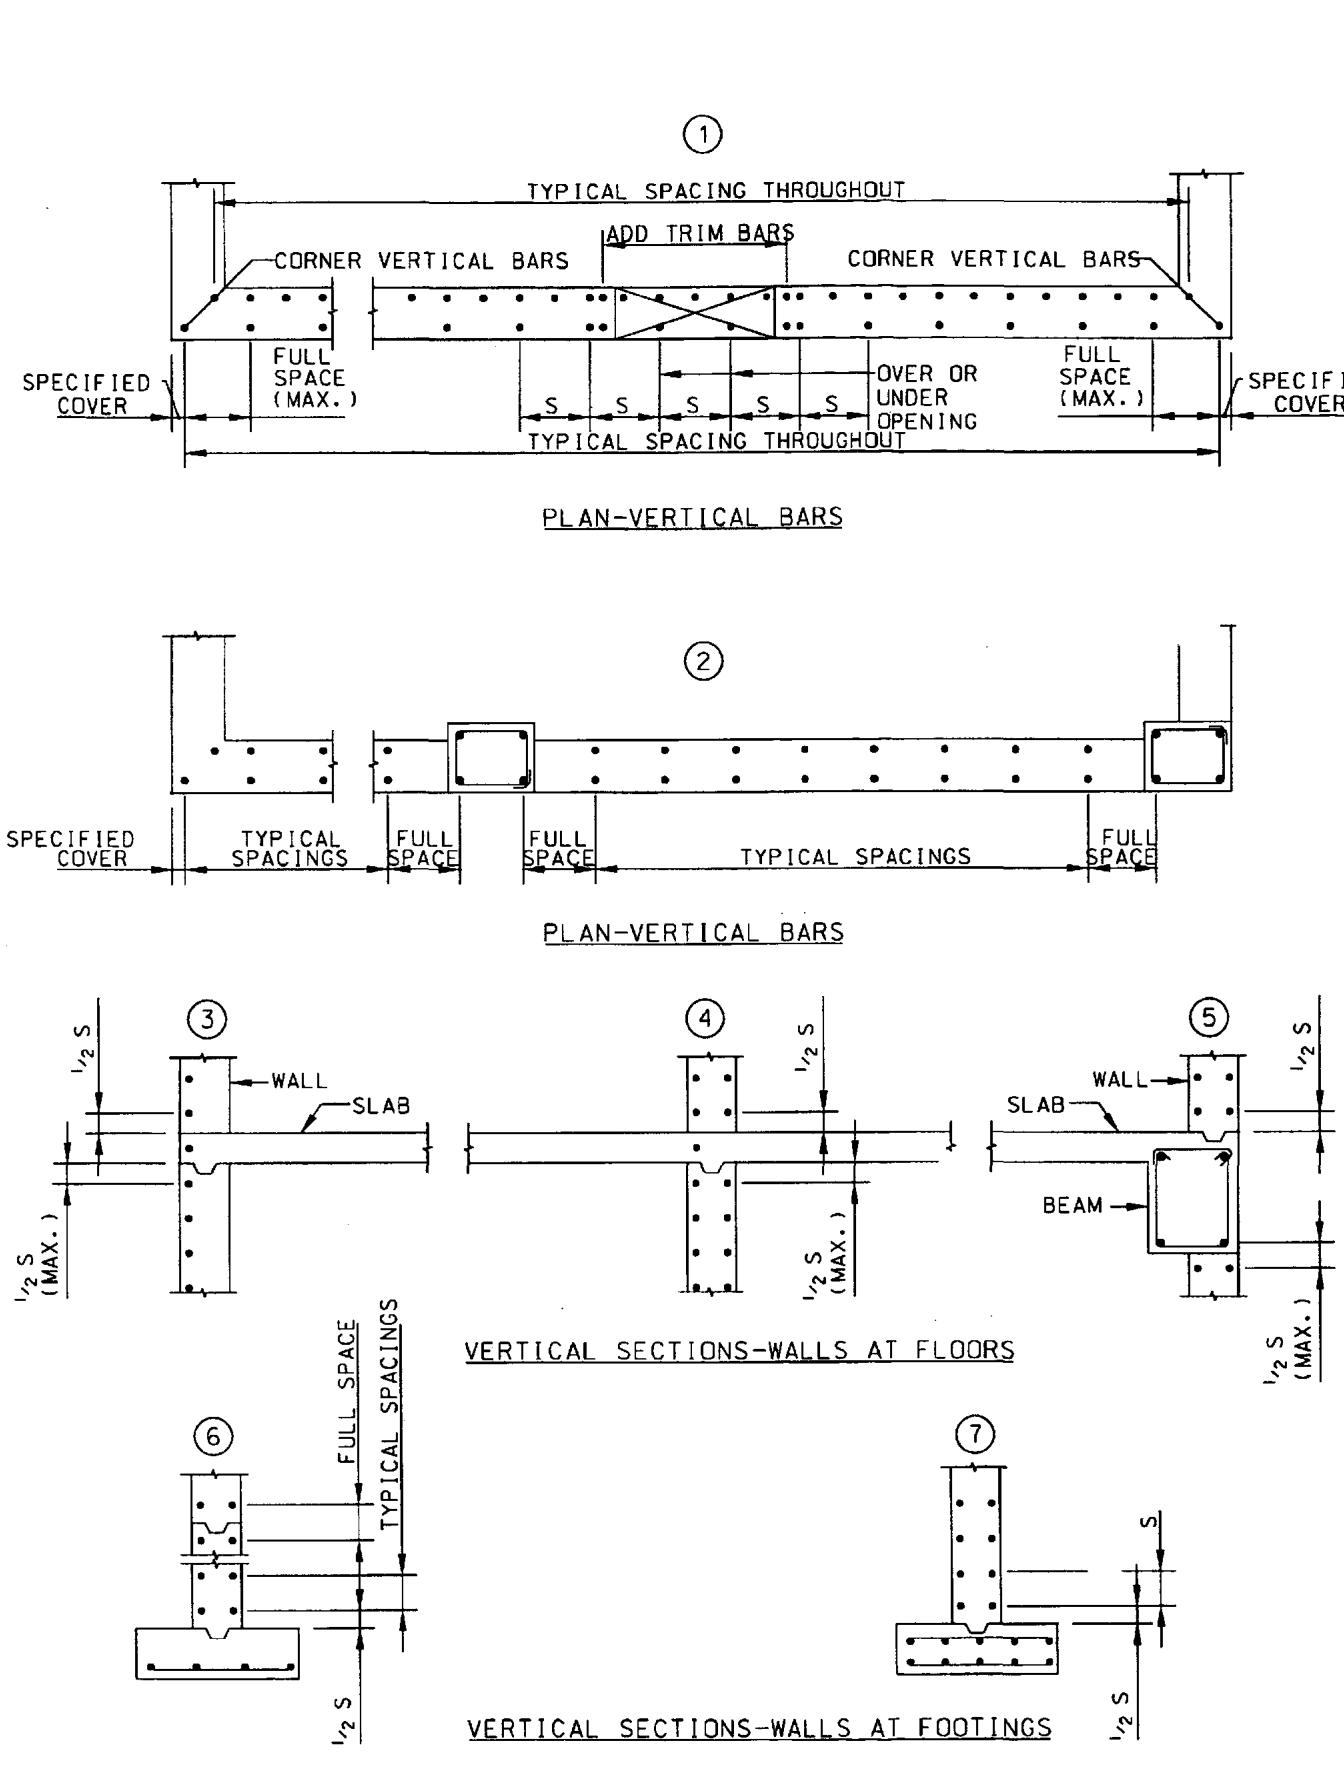 1
TYPICAL SPACING THROUGHOUT
ADD TRIM BARS
CORNER VERTICAL BARS
CORNER VERTICAL BARS
FULL
SPACE
(MAX.)
FULL
SPACE
(MAX.)
SPECIFIED
COVER
OVER OR
UNDER
OPENING
SPECIFI
COVER
S
S
S
S
S
TYPICAL SPACING THROUGHOUT
PLAN-VERTICAL BARS
2
SPECIFIED
COVER
TYPICAL
SPACINGS
FULL
SPACE
FULL
SPACE
TYPICAL SPACINGS
FULL
SPACE
PLAN-VERTICAL BARS
3
4
5
1/2 S
1/2 S
1/2 S
WALL
SLAB
WALL
SLAB
BEAM
1/2 S
(MAX.)
1/2 S
(MAX.)
1/2 S
(MAX.)
VERTICAL SECTIONS-WALLS AT FLOORS
6
FULL SPACE
TYPICAL SPACINGS
1/2 S
7
S
1/2 S
VERTICAL SECTIONS-WALLS AT FOOTINGS